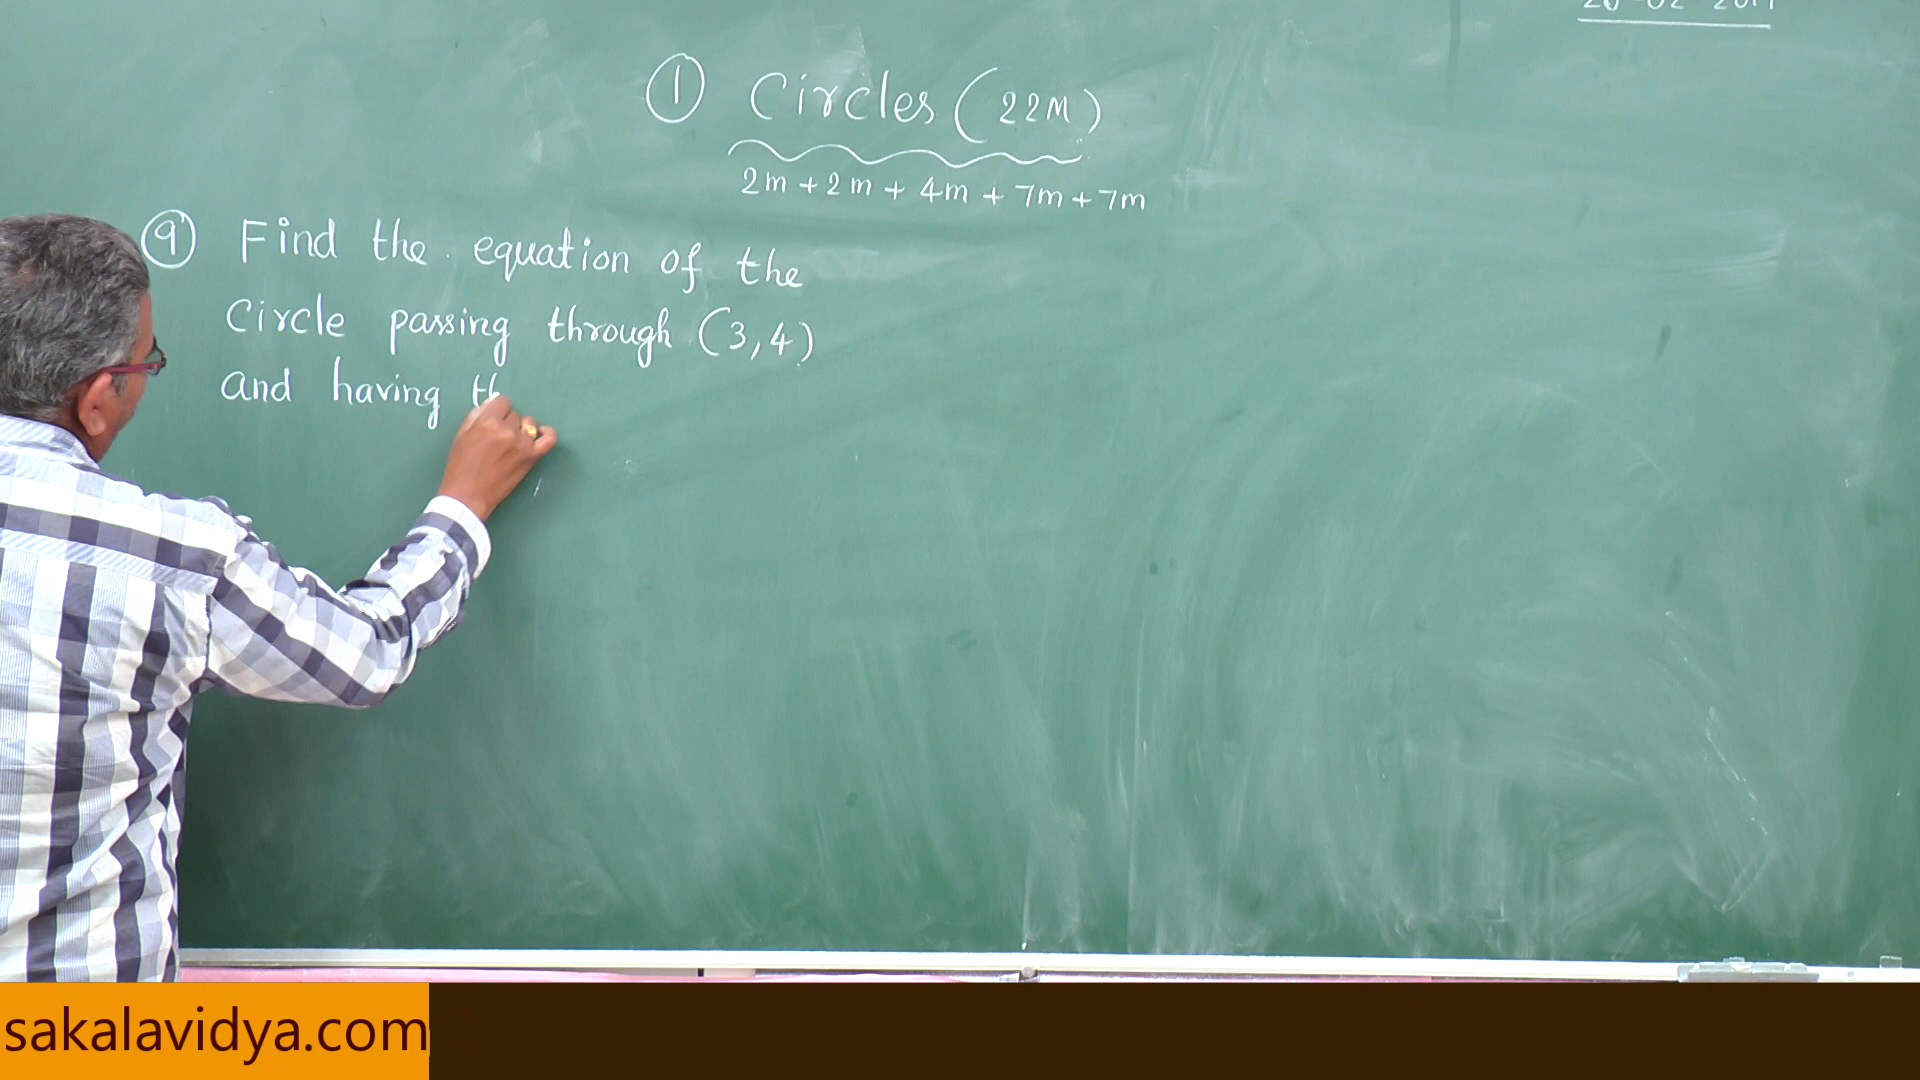 ① Circles (22M)
2m + 2m + 4m + 7m + 7m
⑨ Find the equation of the
Circle passing through (3,4)
and having th
sakalavidya.com